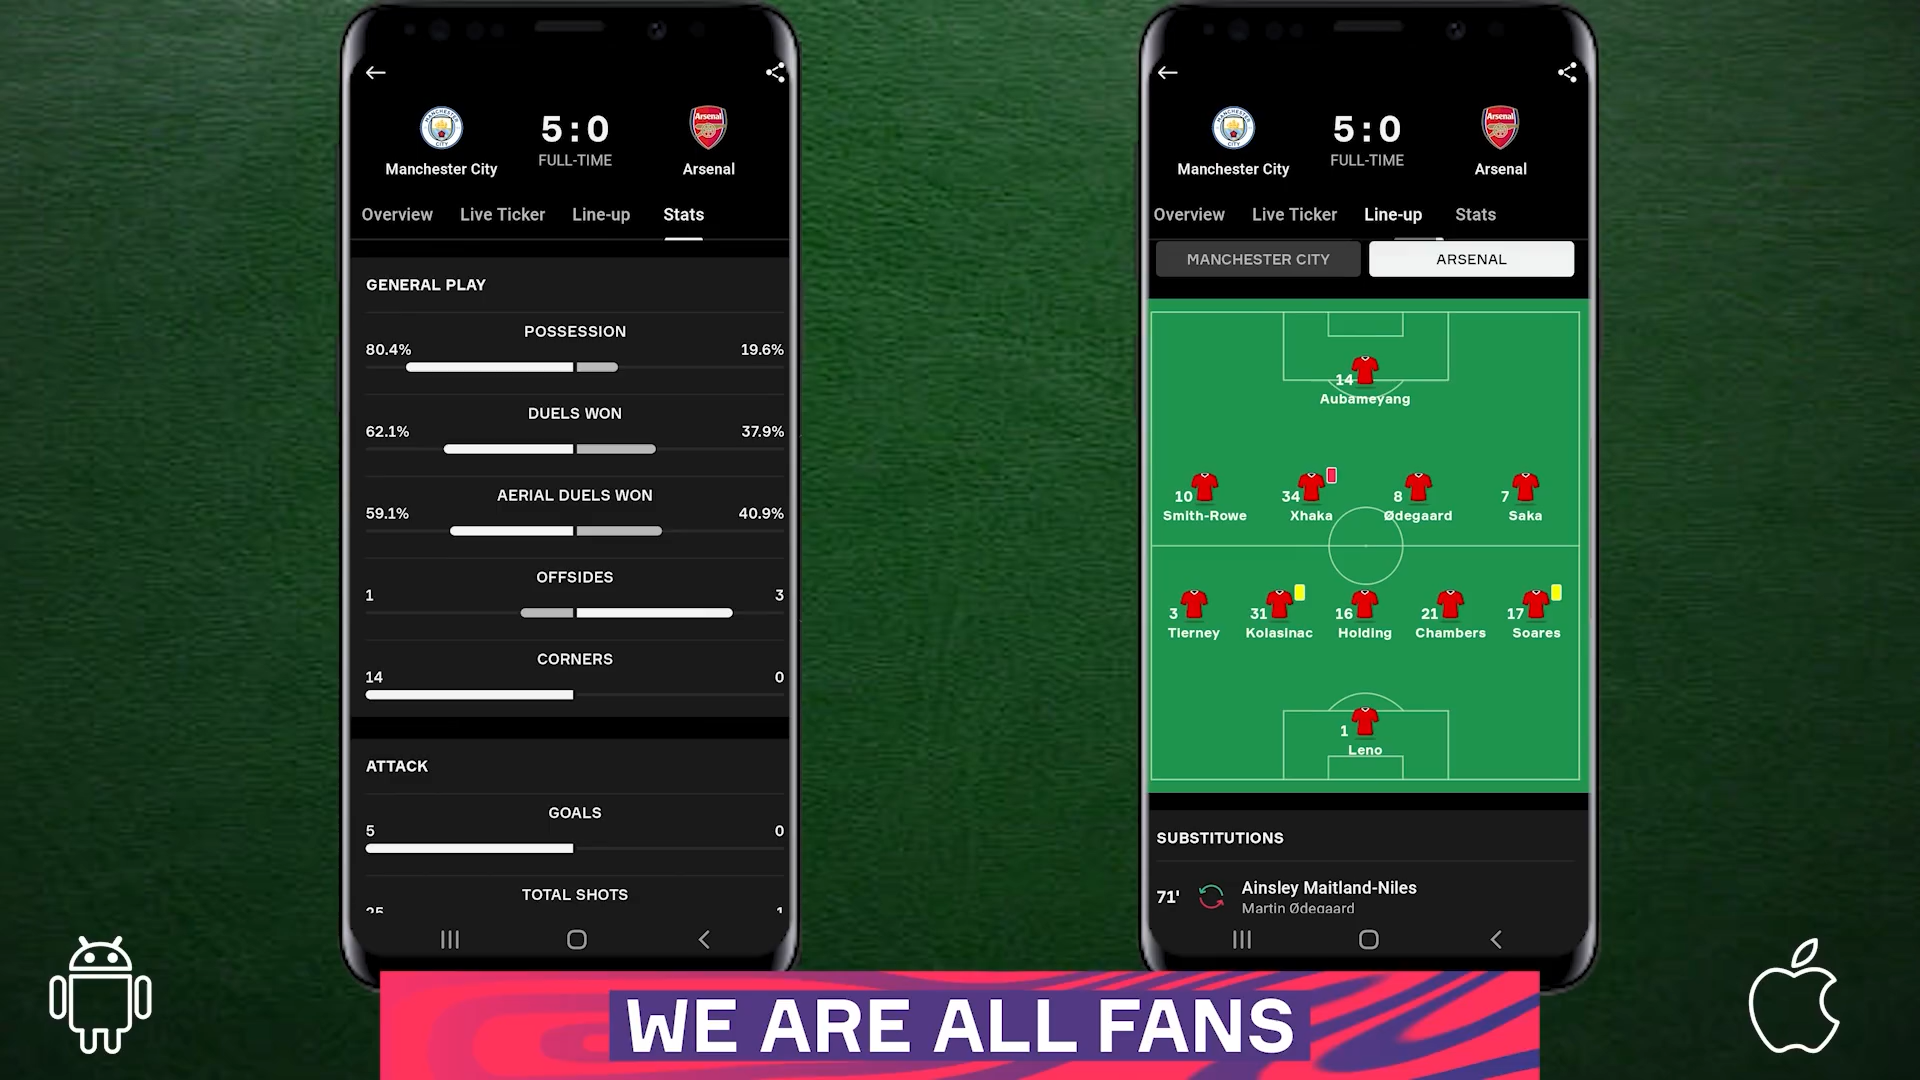 Manchester City
5:0
FULL-TIME
Arsenal
Arsenal
Overview
Live Ticker
Line-up
Stats
GENERAL PLAY
POSSESSION
80.4%
19.6%
DUELS WON
62.1%
37.9%
AERIAL DUELS WON
59.1%
40.9%
OFFSIDES
1
3
CORNERS
14
0
ATTACK
GOALS
5
0
TOTAL SHOTS
25
1
Manchester City
5:0
FULL-TIME
Arsenal
Arsenal
Overview
Live Ticker
Line-up
Stats
MANCHESTER CITY
ARSENAL
14
Aubameyang
10
Smith-Rowe
34
Xhaka
8
Ødegaard
7
Saka
3
Tierney
31
Kolasinac
16
Holding
21
Chambers
17
Soares
1
Leno
SUBSTITUTIONS
71'
Ainsley Maitland-Niles
Martin Ødegaard
WE ARE ALL FANS